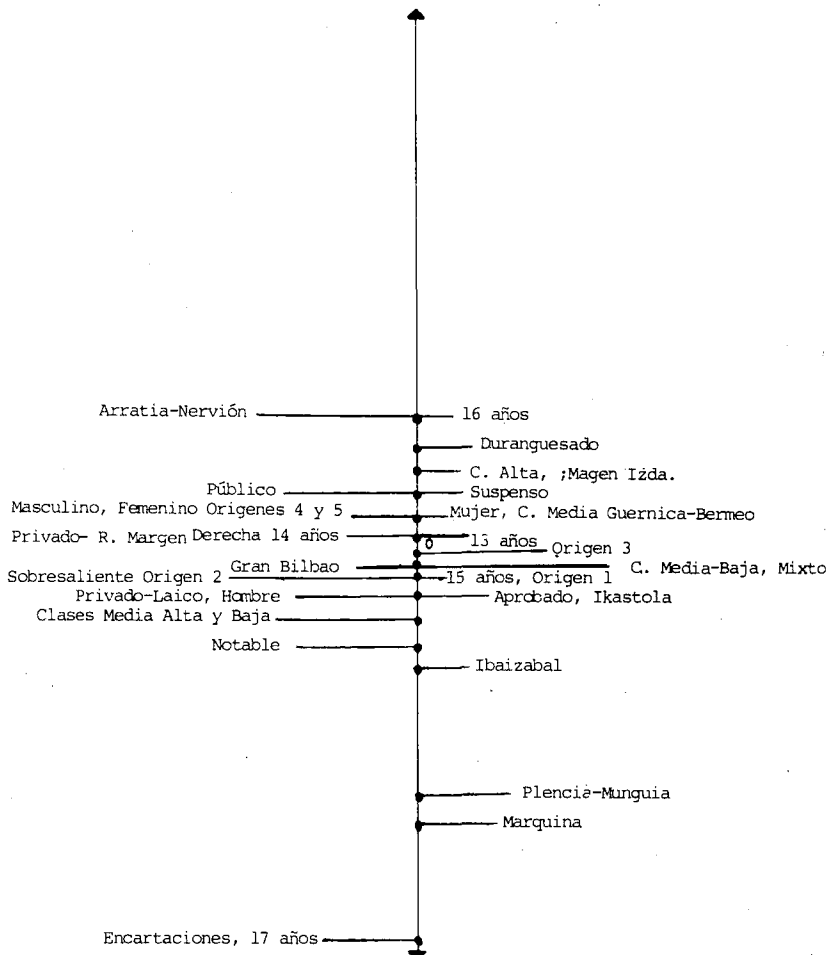 Arratia-Nervión 16 años
Duranguesado
C. Alta, ;Magen Izda.
Público Suspenso
Masculino, Femenino Origenes 4 y 5 Mujer, C. Media Guernica-Bermeo
Privado- R. Margen Derecha 14 años 13 años
0
Origen 3
Gran Bilbao C. Media-Baja, Mixto
Sobresaliente Origen 2 15 años, Origen 1
Privado-Laico, Hombre Aprobado, Ikastola
Clases Media Alta y Baja
Notable
Ibaizabal
Plencia-Munguia
Marquina
Encartaciones, 17 años